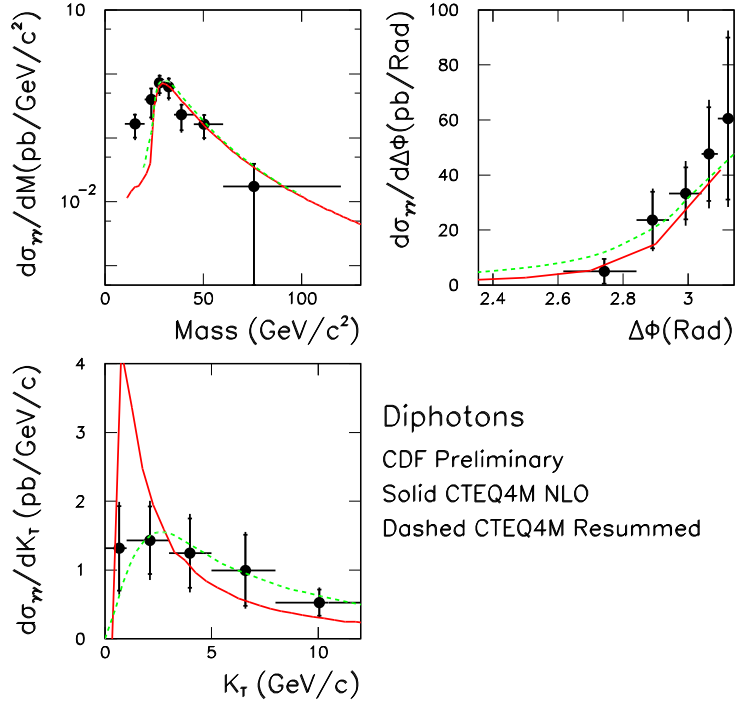 10
10⁻²
dσγγ/dM(pb/GeV/c²)
0 50 100
Mass (GeV/c²)
100
80
60
40
20
0
dσγγ/dΔΦ(pb/Rad)
2.4 2.6 2.8 3
ΔΦ(Rad)
4
3
2
1
0
dσγγ/dK_T (pb/GeV/c)
0 5 10
K_T (GeV/c)
Diphotons
CDF Preliminary
Solid CTEQ4M NLO
Dashed CTEQ4M Resummed